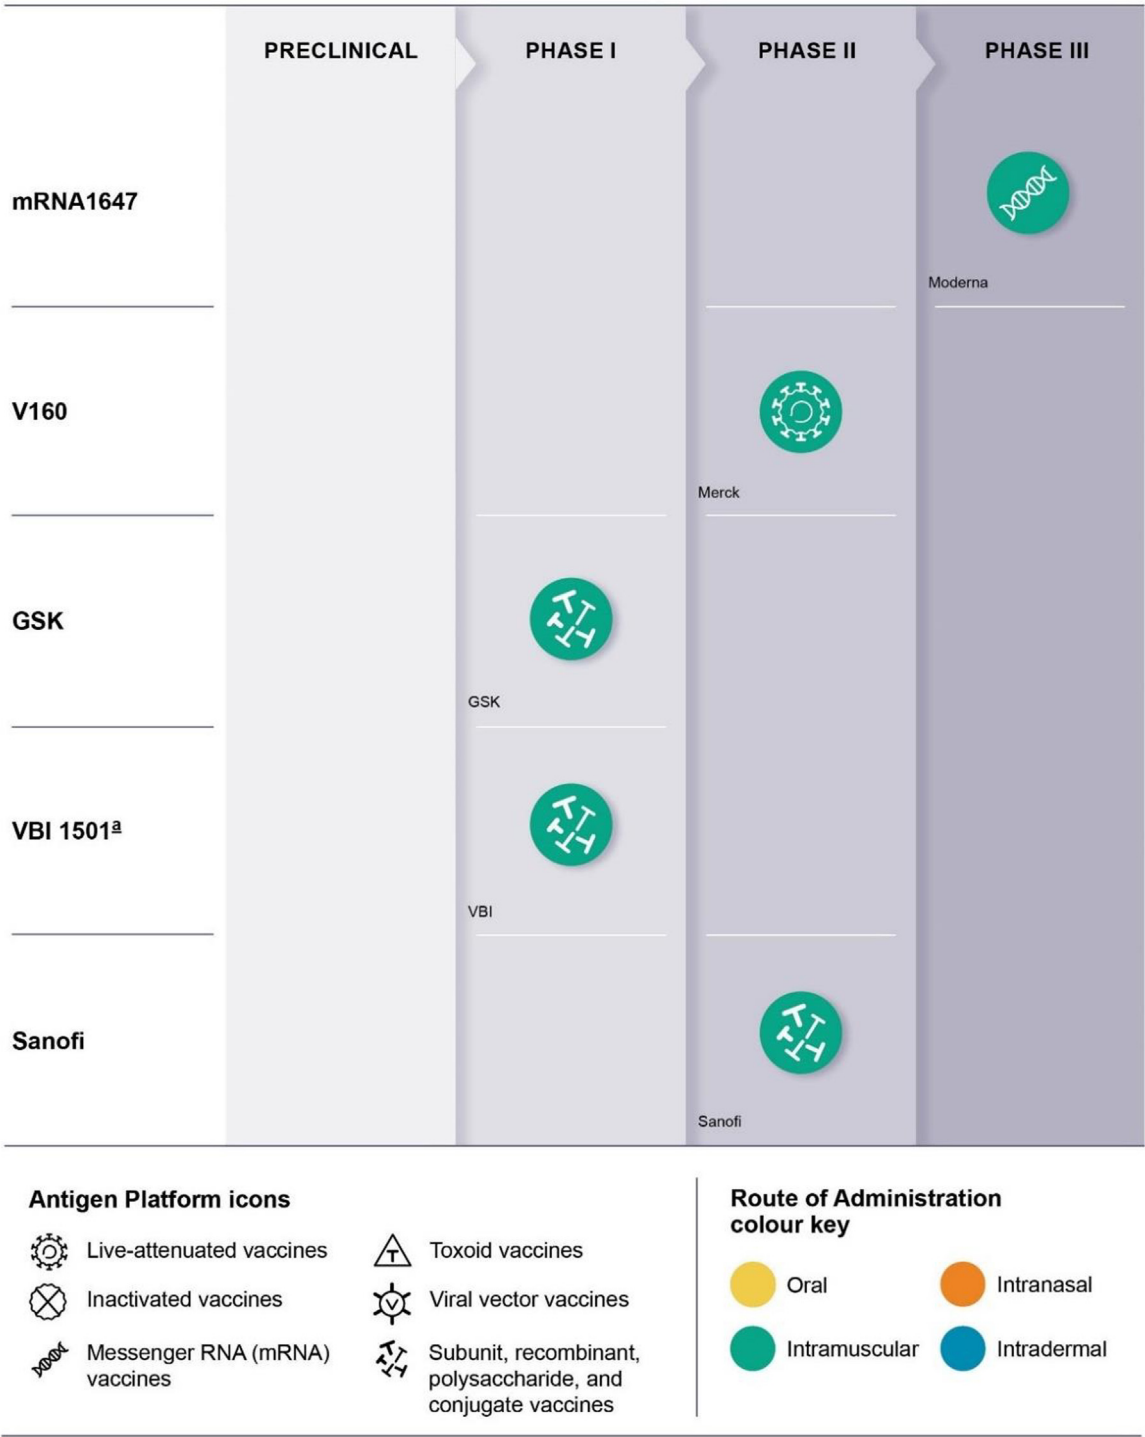 PRECLINICAL PHASE I PHASE II PHASE III
mRNA1647
Moderna
V160
Merck
GSK
GSK
VBI 1501a
VBI
Sanofi
Sanofi
Antigen Platform icons
Live-attenuated vaccines
Inactivated vaccines
Messenger RNA (mRNA)
vaccines
Toxoid vaccines
Viral vector vaccines
Subunit, recombinant,
polysaccharide, and
conjugate vaccines
Route of Administration
colour key
Oral
Intranasal
Intramuscular
Intradermal